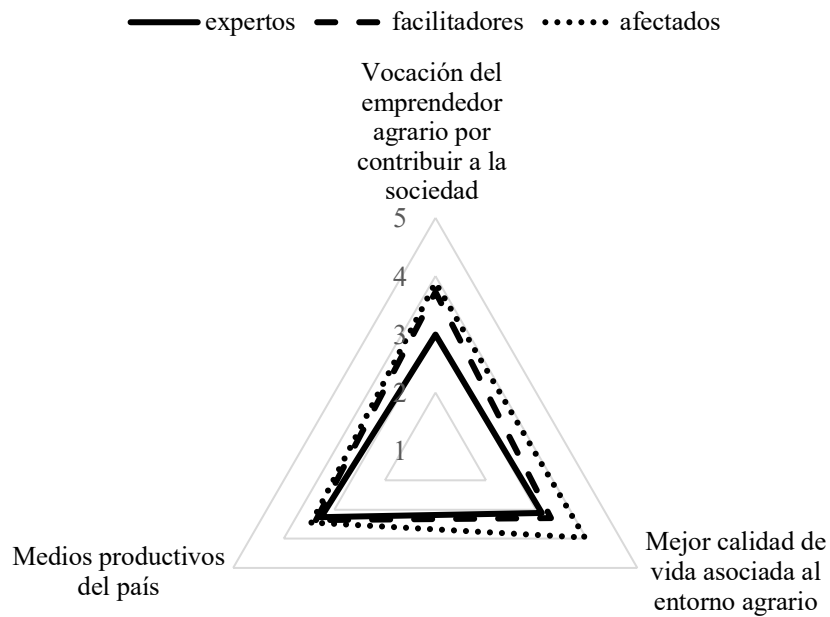 expertos facilitadores afectados
Vocación del
emprendedor
agrario por
contribuir a la
sociedad
5
4
3
2
1
Medios productivos
del país
Mejor calidad de
vida asociada al
entorno agrario